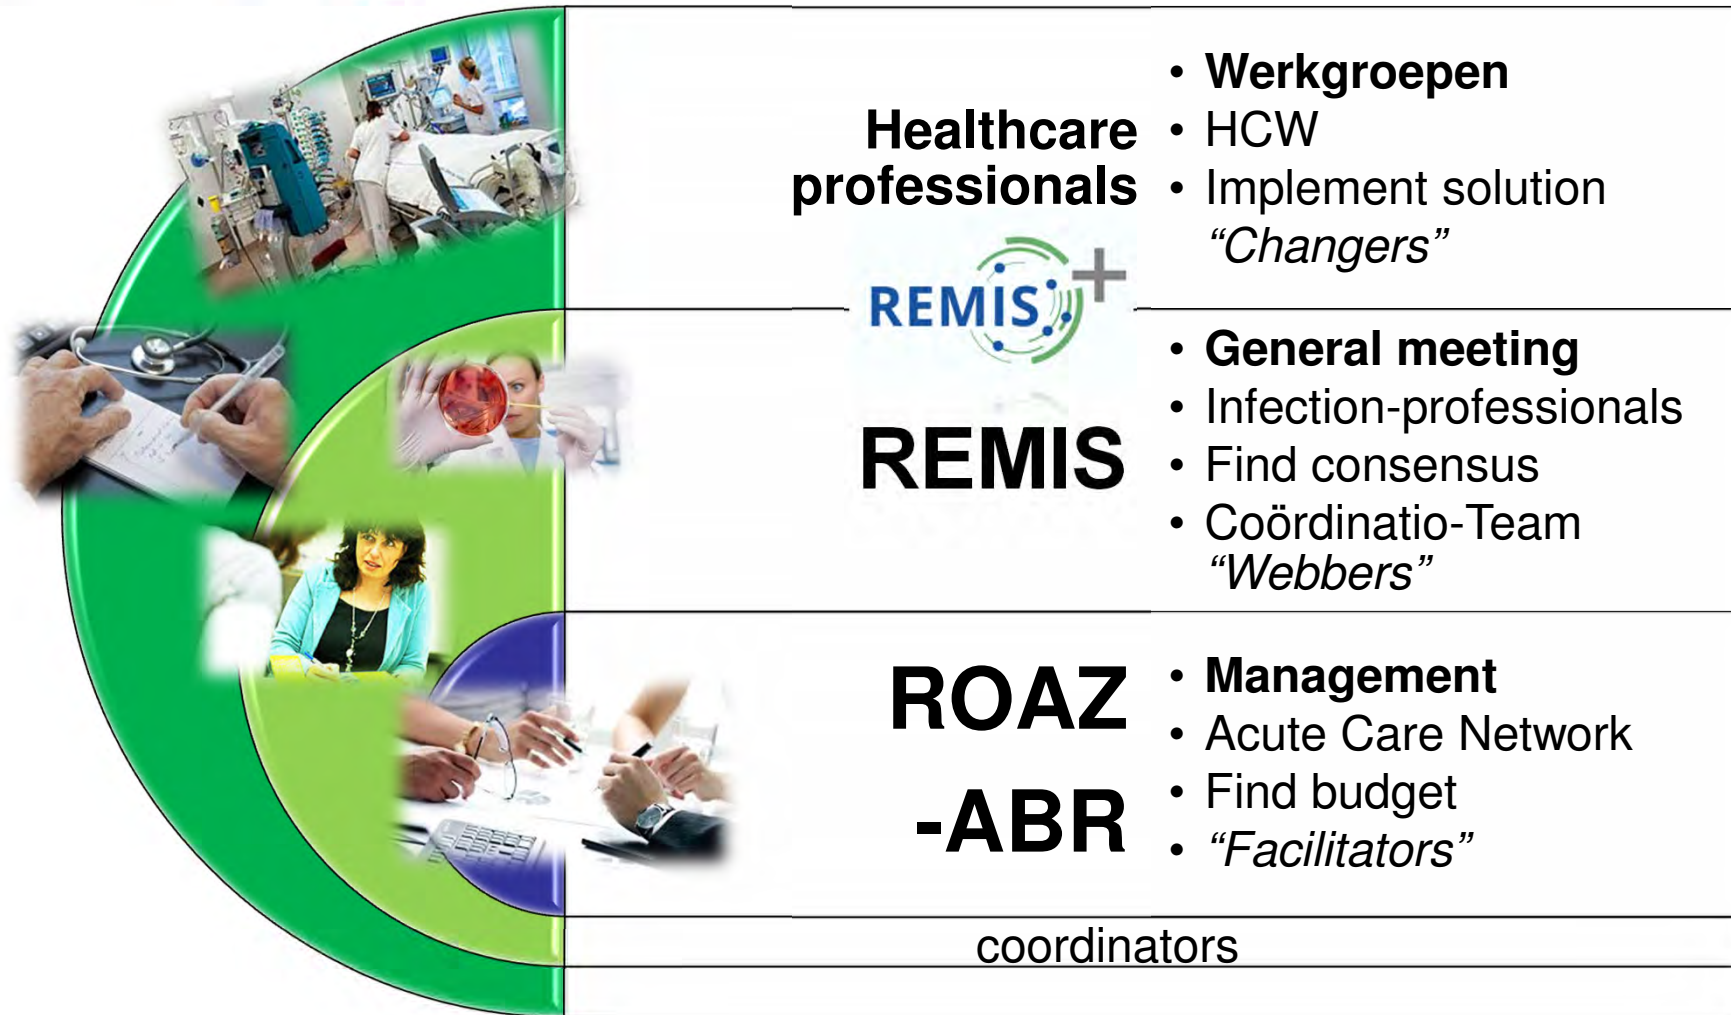 Healthcare
professionals
• Werkgroepen
• HCW
• Implement solution
“Changers”
REMIS+
REMIS
• General meeting
• Infection-professionals
• Find consensus
• Coördinatio-Team
“Webbers”
ROAZ
-ABR
• Management
• Acute Care Network
• Find budget
• “Facilitators”
coordinators